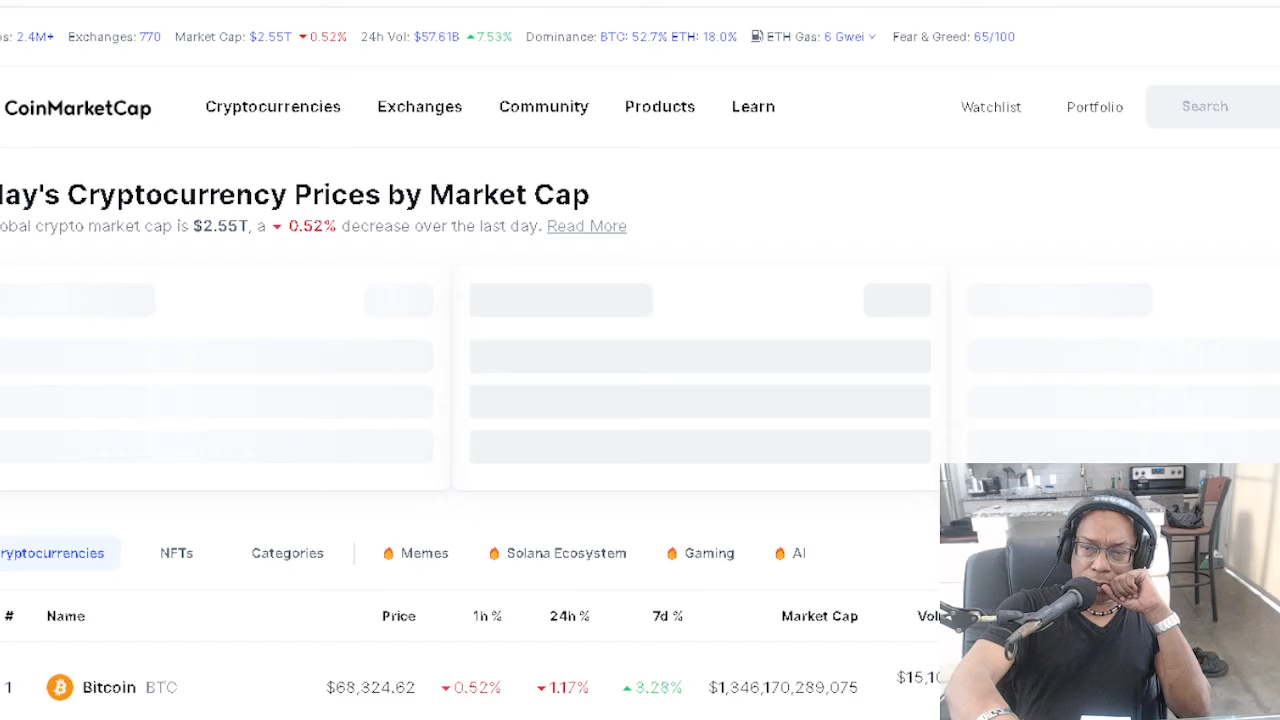 2.4M+ Exchanges: 770 Market Cap: $2.55T 0.52% 24h Vol: $57.61B 7.53% Dominance: BTC: 52.7% ETH: 18.0% ETH Gas: 6 Gwei Fear & Greed: 65/100
CoinMarketCap Cryptocurrencies Exchanges Community Products Learn Watchlist Portfolio Search
lay's Cryptocurrency Prices by Market Cap
obal crypto market cap is $2.55T, a 0.52% decrease over the last day. Read More
ryptocurrencies NFTs Categories Memes Solana Ecosystem Gaming AI
# Name Price 1h % 24h % 7d % Market Cap
1 Bitcoin BTC $68,324.62 0.52% 1.17% 3.28% $1,346,170,289,075